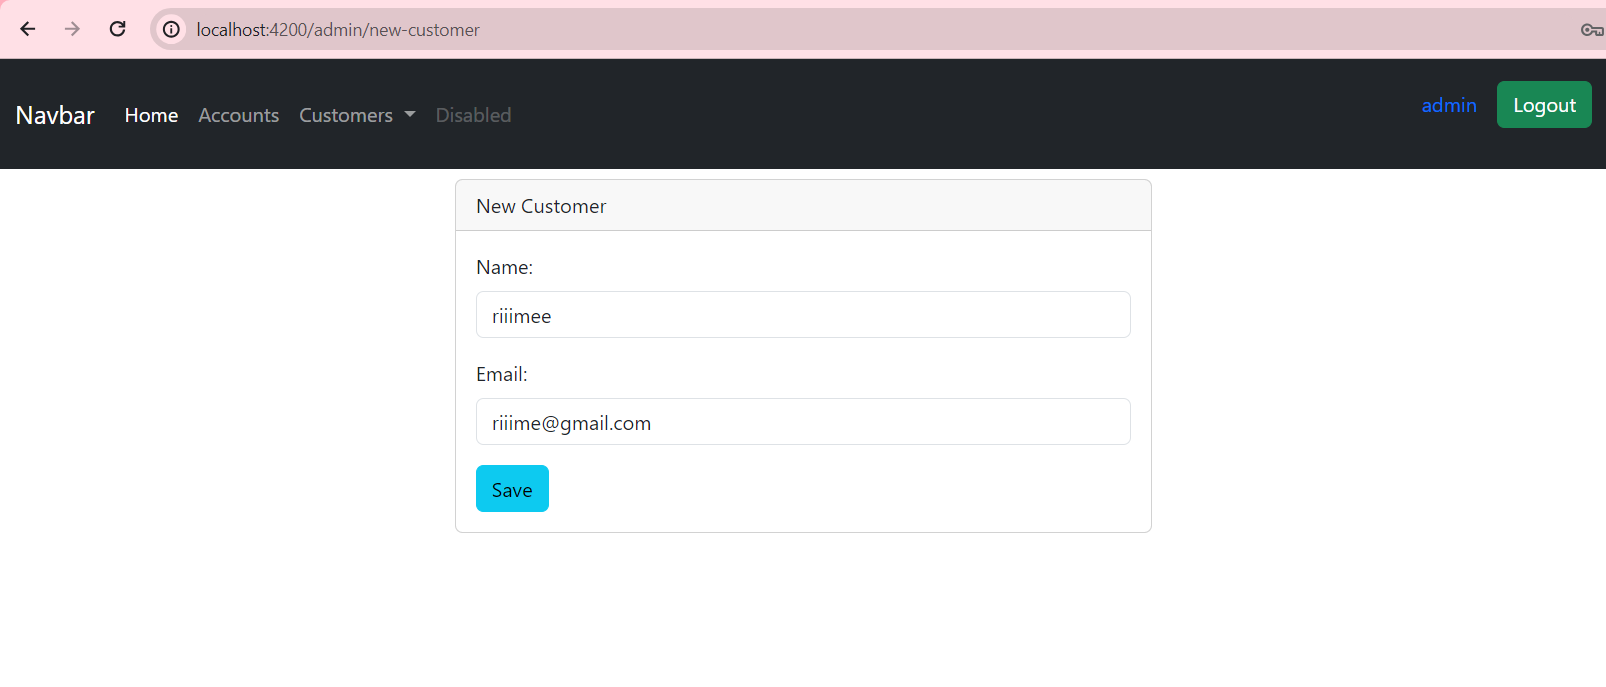 localhost:4200/admin/new-customer
Navbar Home Accounts Customers Disabled admin Logout
New Customer
Name:
riiimee
Email:
riiime@gmail.com
Save